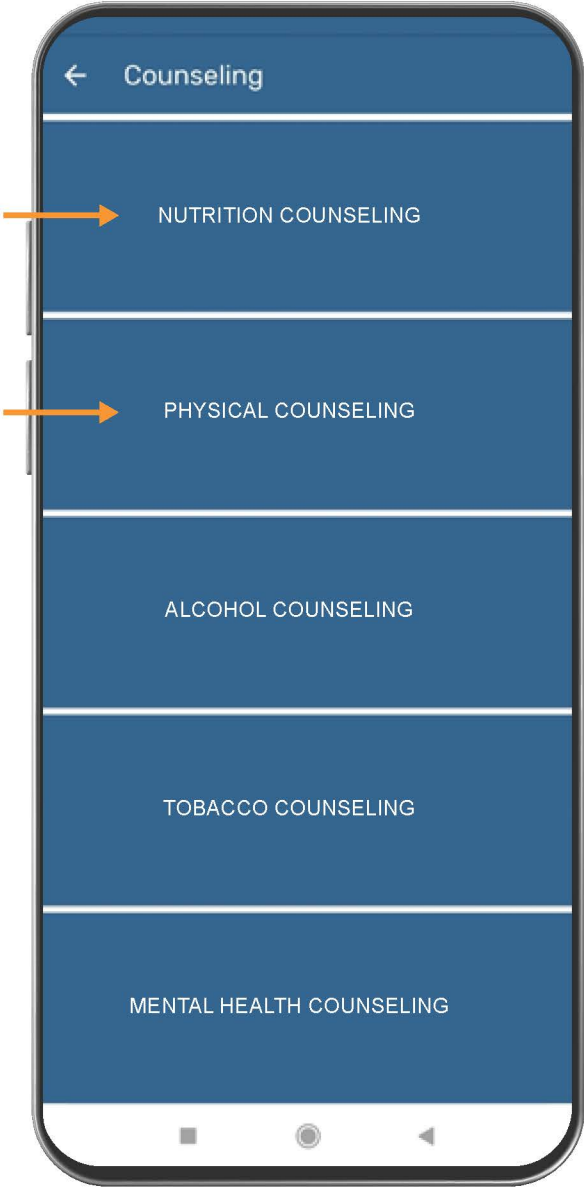 Counseling
NUTRITION COUNSELING
PHYSICAL COUNSELING
ALCOHOL COUNSELING
TOBACCO COUNSELING
MENTAL HEALTH COUNSELING